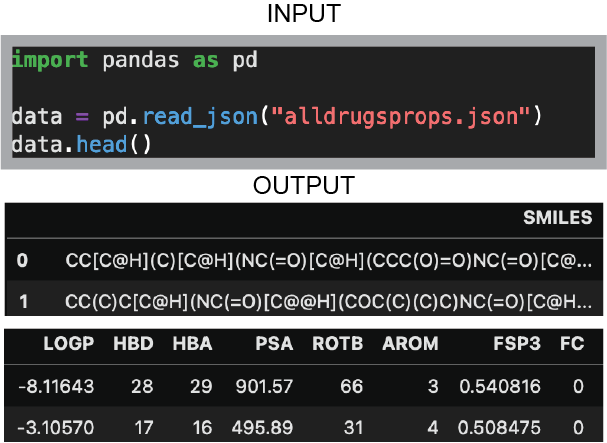 INPUT
import pandas as pd
data = pd.read_json("alldrugsprops.json")
data.head()
OUTPUT
SMILES
0 CC[C@H](C)[C@H](NC(=O)[C@H](CCC(O)=O)NC(=O)[C@...
1 CC(C)C[C@H](NC(=O)[C@@H](COC(C)(C)C)NC(=O)[C@H...
LOGP HBD HBA PSA ROTB AROM FSP3 FC
-8.11643 28 29 901.57 66 3 0.540816 0
-3.10570 17 16 495.89 31 4 0.508475 0